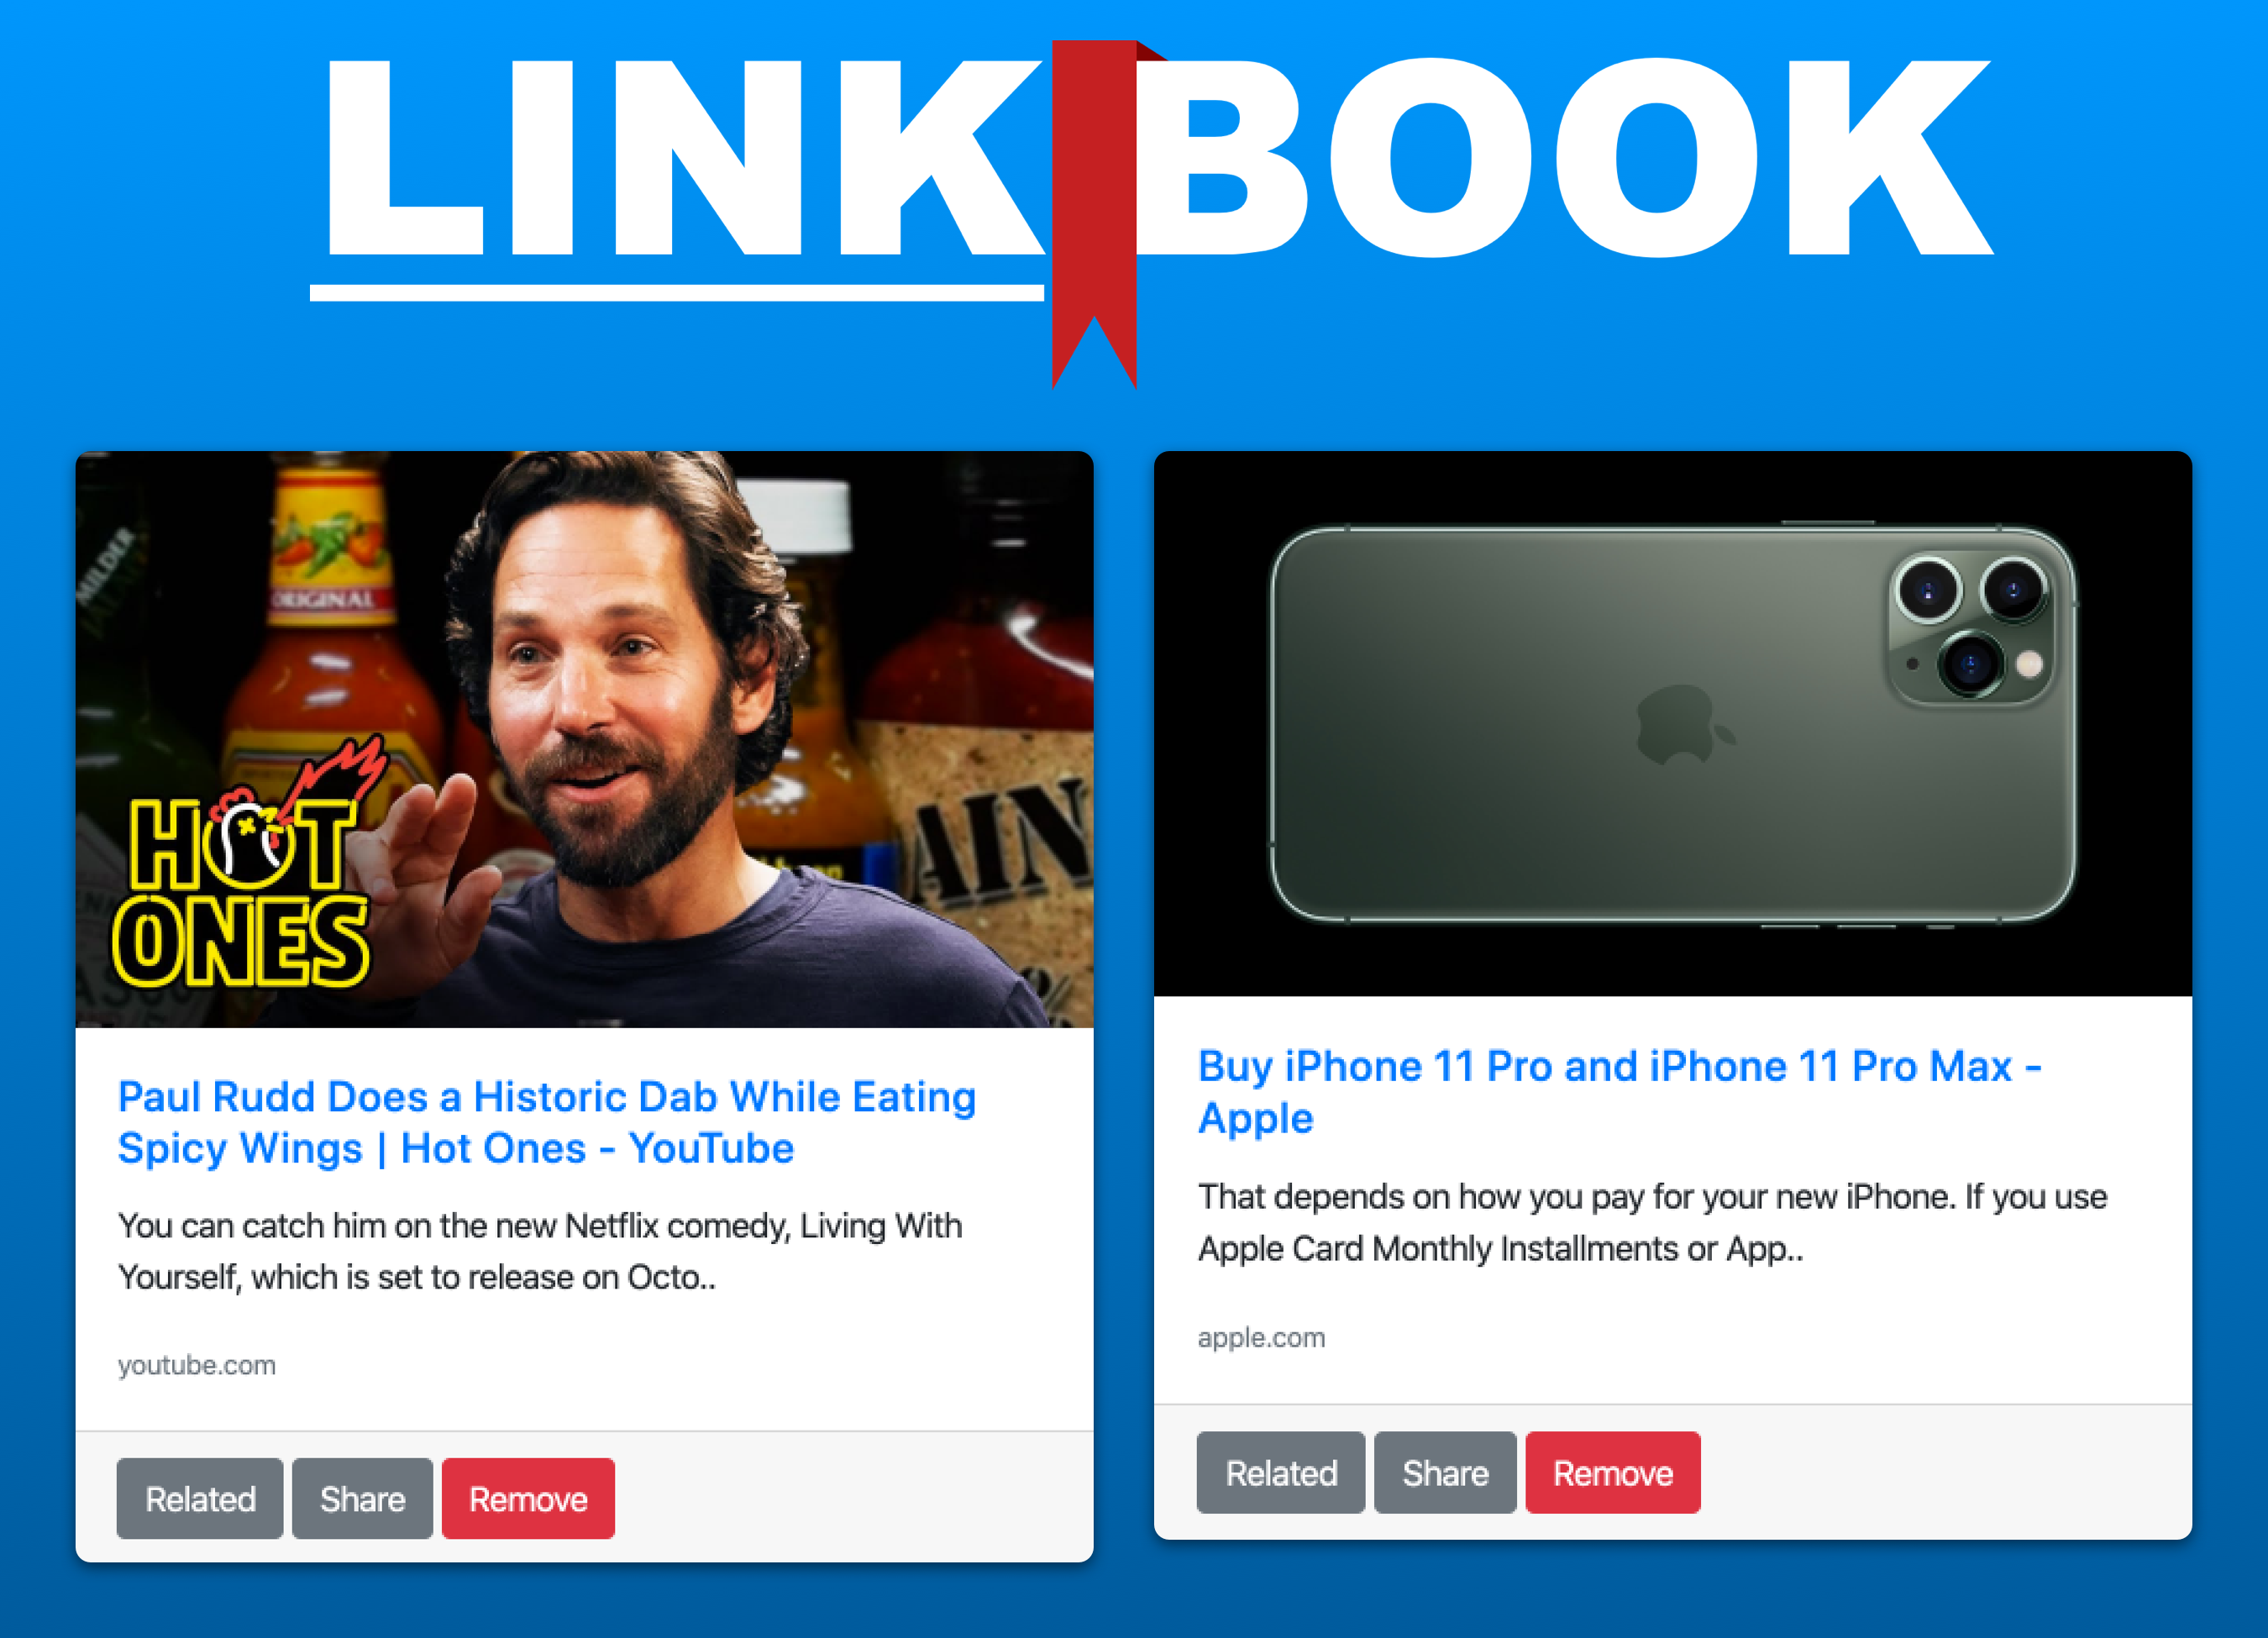 LINK BOOK
MILDER
ORIGINAL
AIN
HOT
ONES
Paul Rudd Does a Historic Dab While Eating
Spicy Wings | Hot Ones - YouTube
You can catch him on the new Netflix comedy, Living With
Yourself, which is set to release on Octo..
youtube.com
Related Share Remove
Buy iPhone 11 Pro and iPhone 11 Pro Max -
Apple
That depends on how you pay for your new iPhone. If you use
Apple Card Monthly Installments or App..
apple.com
Related Share Remove